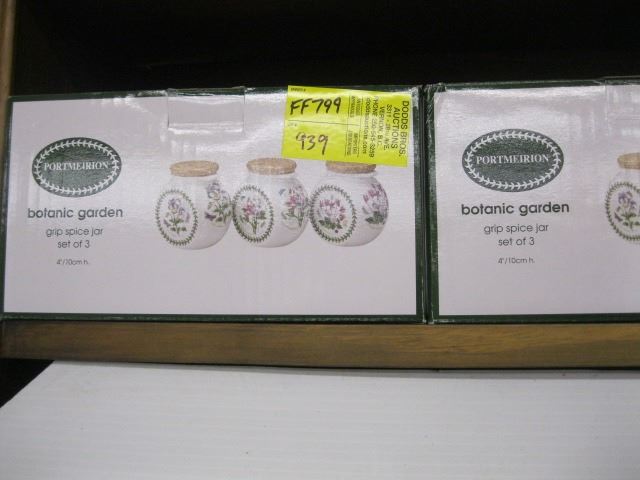 PORTMEIRION
botanic garden
grip spice jar
set of 3
4"/10cm h.
FF799
939
DODDS BROS.
AUCTIONS
VERNON, B.C.
PORTMEIRION
botanic garden
grip spice jar
set of 3
4"/10cm h.